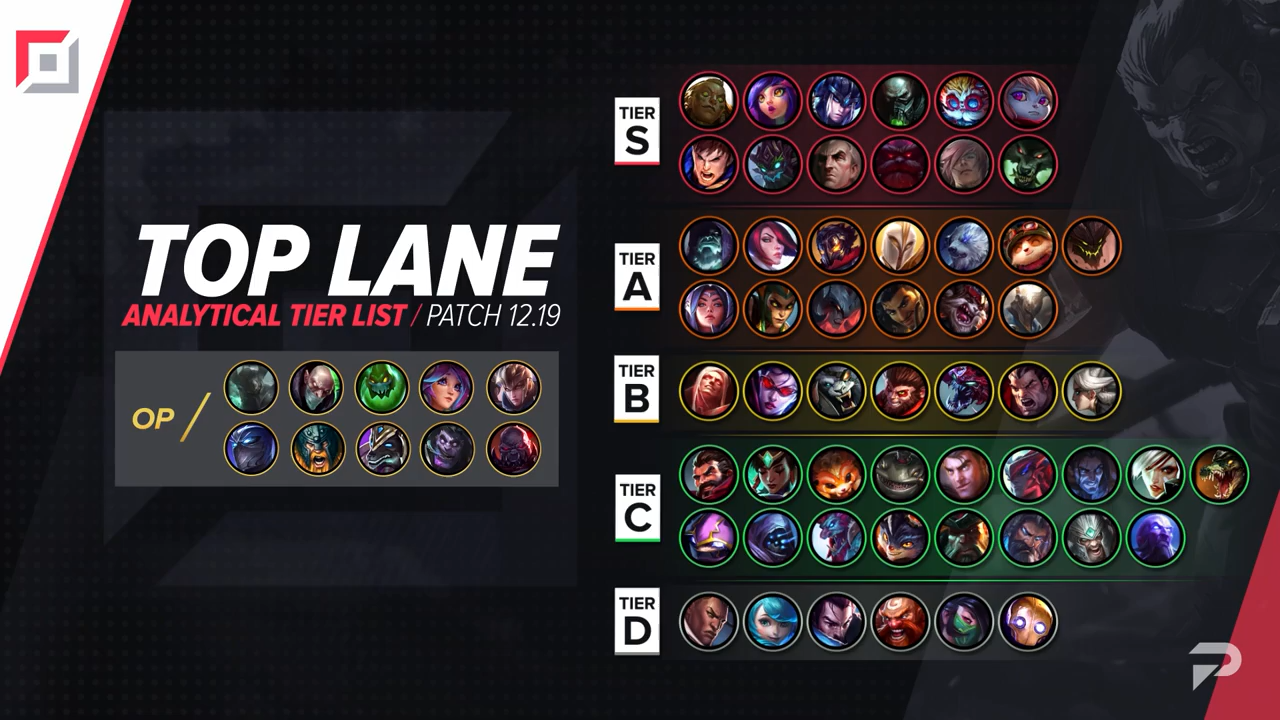 TOP LANE
ANALYTICAL TIER LIST / PATCH 12.19
OP /
TIER
S
TIER
A
TIER
B
TIER
C
TIER
D